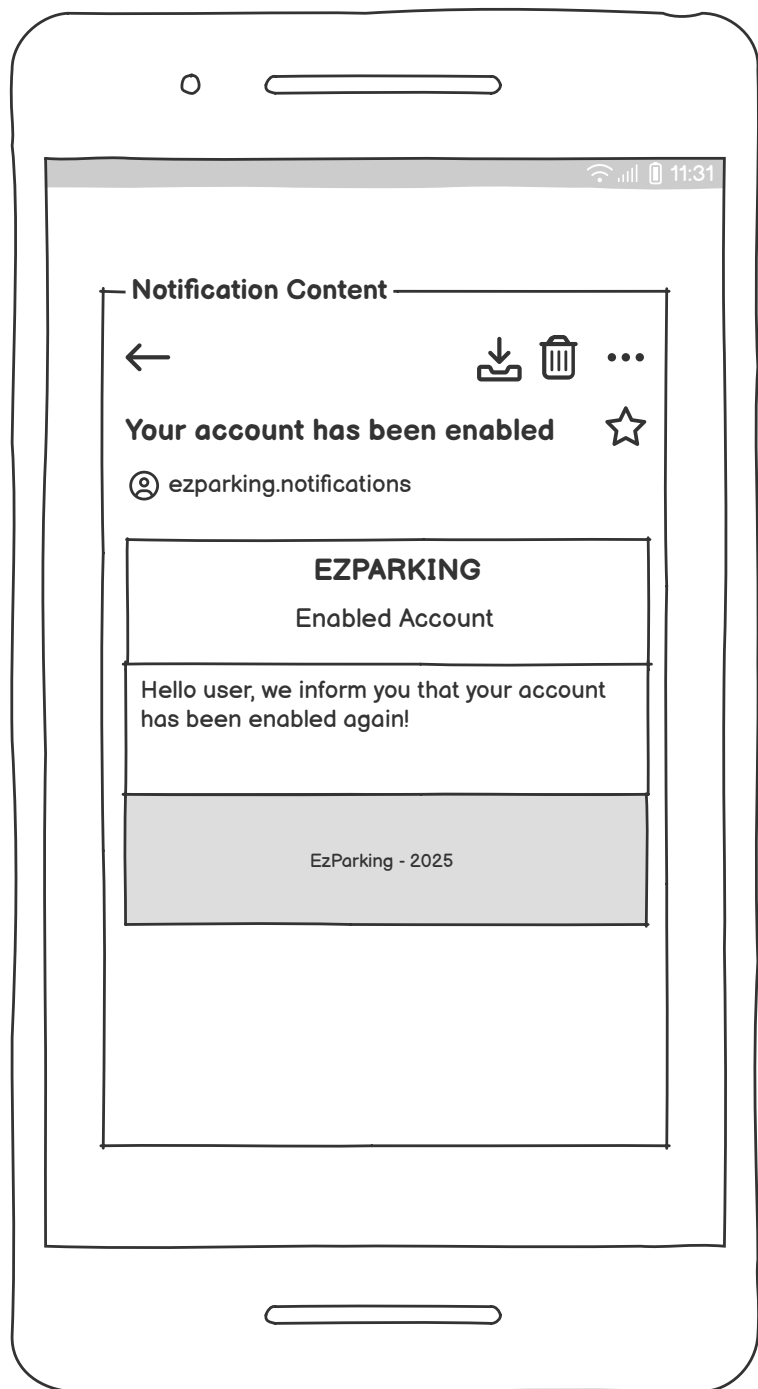 11:31
Notification Content
Your account has been enabled
ezparking.notifications
EZPARKING
Enabled Account
Hello user, we inform you that your account
has been enabled again!
EzParking - 2025